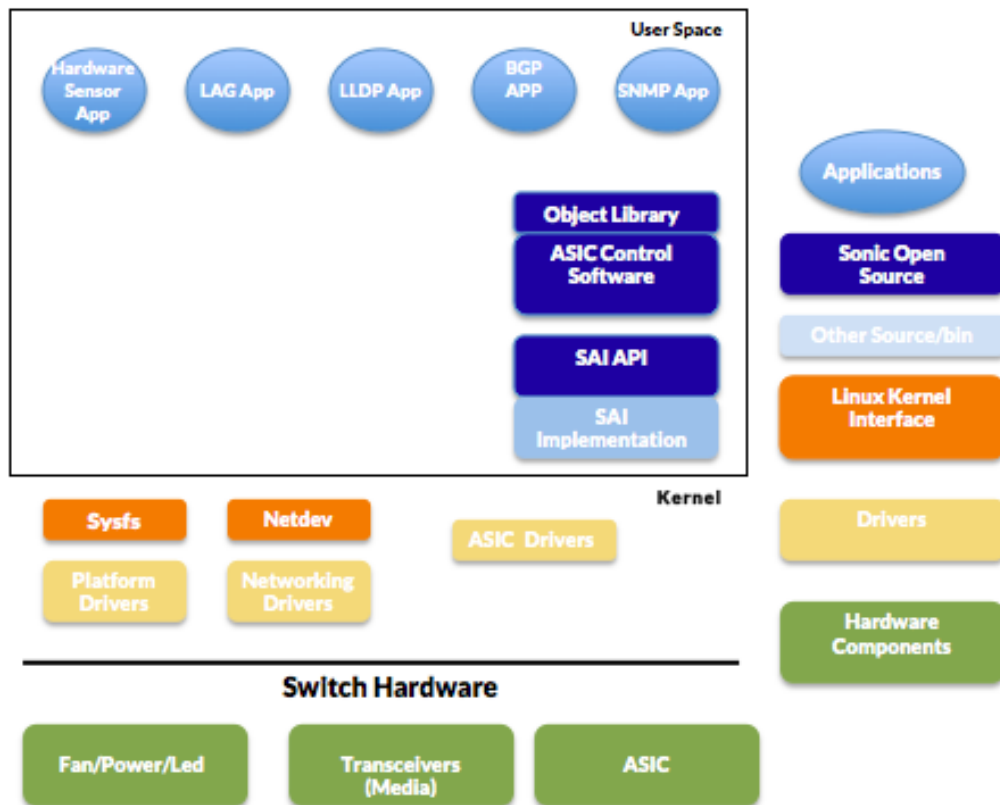 User Space
Hardware
Sensor
App
LAG App
LLDP App
BGP
APP
SNMP App
Applications
Object Library
ASIC Control
Software
Sonic Open
Source
Other Source/bin
SAI API
Linux Kernel
Interface
SAI
Implementation
Kernel
Sysfs
Netdev
ASIC Drivers
Drivers
Platform
Drivers
Networking
Drivers
Hardware
Components
Switch Hardware
Fan/Power/Led
Transceivers
(Media)
ASIC